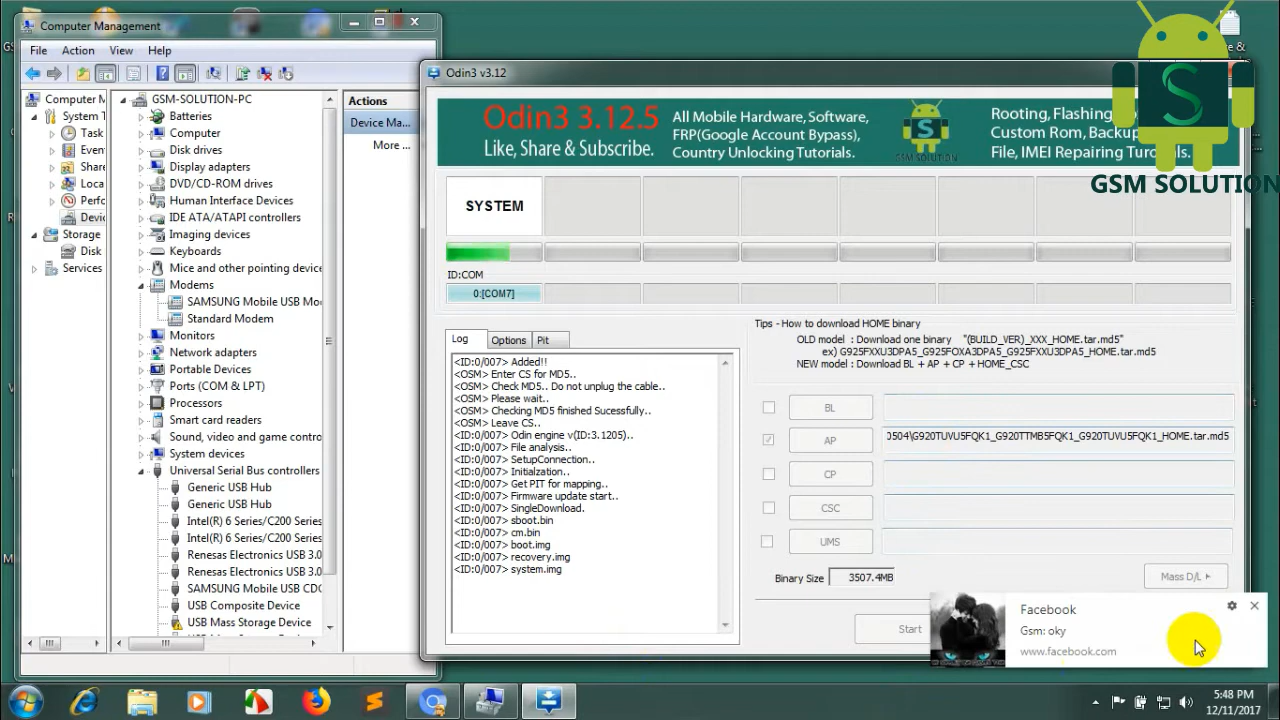 Computer Management
File Action View Help
Computer M
System T
Task
Even
Share
Loca
Perfo
Devic
Storage
Disk
Services
GSM-SOLUTION-PC
Batteries
Computer
Disk drives
Display adapters
DVD/CD-ROM drives
Human Interface Devices
IDE ATA/ATAPI controllers
Imaging devices
Keyboards
Mice and other pointing device
Modems
SAMSUNG Mobile USB Mo
Standard Modem
Monitors
Network adapters
Portable Devices
Ports (COM & LPT)
Processors
Smart card readers
Sound, video and game contro
System devices
Universal Serial Bus controllers
Generic USB Hub
Generic USB Hub
Intel(R) 6 Series/C200 Series
Intel(R) 6 Series/C200 Series
Renesas Electronics USB 3.0
Renesas Electronics USB 3.0
SAMSUNG Mobile USB CDC
USB Composite Device
USB Mass Storage Device
Actions
Device Ma...
More ...
Odin3 v3.12
Odin3 3.12.5
Like, Share & Subscribe.
All Mobile Hardware, Software,
FRP(Google Account Bypass),
Country Unlocking Tutorials.
GSM SOLUTION
Rooting, Flashing
Custom Rom, Backup
File, IMEI Repairing Tutorials.
S
GSM SOLUTION
SYSTEM
ID:COM
0:[COM7]
Log Options Pit
<ID:0/007> Added!!
<OSM> Enter CS for MD5..
<OSM> Check MD5.. Do not unplug the cable..
<OSM> Please wait..
<OSM> Checking MD5 finished Sucessfully..
<OSM> Leave CS..
<ID:0/007> Odin engine v(ID:3.1205)..
<ID:0/007> File analysis..
<ID:0/007> SetupConnection..
<ID:0/007> Initialzation..
<ID:0/007> Get PIT for mapping..
<ID:0/007> Firmware update start..
<ID:0/007> SingleDownload.
<ID:0/007> sboot.bin
<ID:0/007> cm.bin
<ID:0/007> boot.img
<ID:0/007> recovery.img
<ID:0/007> system.img
Tips - How to download HOME binary
OLD model : Download one binary "(BUILD_VER)_XXX_HOME.tar.md5"
ex) G925FXXU3DPA5_G925FOXA3DPA5_G925FXXU3DPA5_HOME.tar.md5
NEW model : Download BL + AP + CP + HOME_CSC
BL
AP
0504\G920TUVU5FQK1_G920TTMB5FQK1_G920TUVU5FQK1_HOME.tar.md5
CP
CSC
UMS
Binary Size 3507.4MB
Mass D/L
Start
Facebook
Gsm: oky
www.facebook.com
5:48 PM
12/11/2017